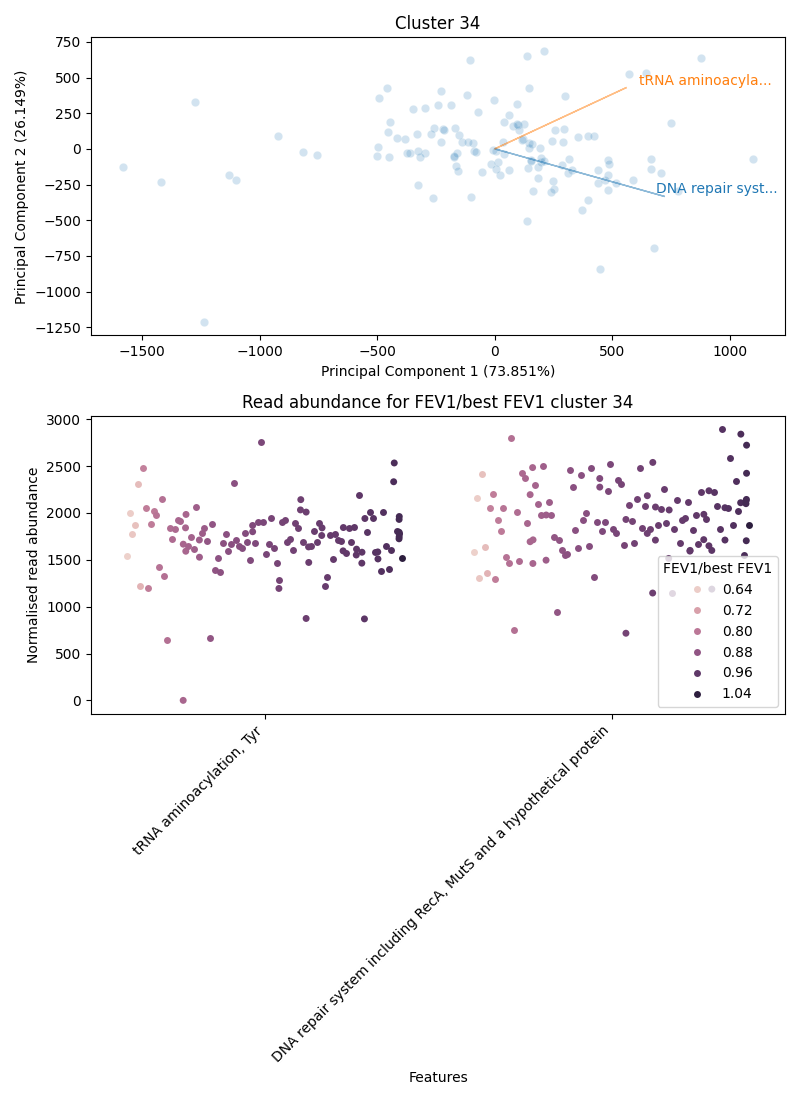 Cluster 34
750
500
250
0
−250
−500
−750
−1000
−1250
Principal Component 2 (26.149%)
tRNA aminoacyla...
DNA repair syst...
−1500 −1000 −500 0 500 1000
Principal Component 1 (73.851%)
Read abundance for FEV1/best FEV1 cluster 34
3000
2500
2000
1500
1000
500
0
Normalised read abundance
FEV1/best FEV1
0.64
0.72
0.80
0.88
0.96
1.04
tRNA aminoacylation, Tyr
DNA repair system including RecA, MutS and a hypothetical protein
Features